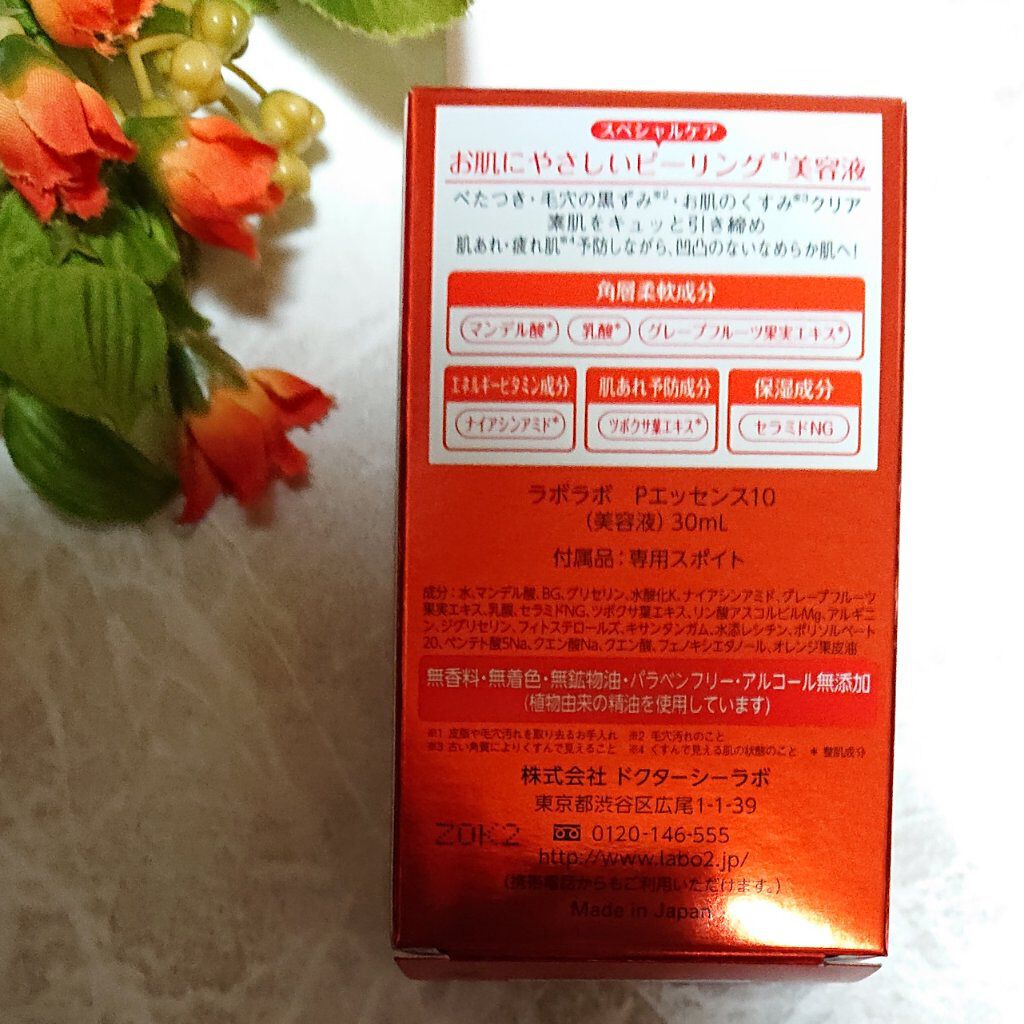 スペシャルケア
お肌にやさしいピーリング※1美容液
べたつき・毛穴の黒ずみ※2・お肌のくすみ※3クリア
素肌をキュッと引き締め
肌あれ・疲れ肌※4予防しながら、凹凸のないなめらか肌へ!
角層柔軟成分
マンデル酸* 乳酸* グレープフルーツ果実エキス*
エネルギービタミン成分 肌あれ予防成分 保湿成分
ナイアシンアミド* ツボクサ葉エキス* セラミドNG
ラボラボ Pエッセンス10
(美容液) 30mL
付属品:専用スポイト
成分:水、マンデル酸、BG、グリセリン、水酸化K、ナイアシンアミド、グレープフルーツ
果実エキス、乳酸、セラミドNG、ツボクサ葉エキス、リン酸アスコルビルMg、アルギニ
ン、ジグリセリン、フィトステロールズ、キサンタンガム、水添レシチン、ポリソルベート
20、ペンテト酸5Na、クエン酸Na、クエン酸、フェノキシエタノール、オレンジ果皮油
無香料・無着色・無鉱物油・パラベンフリー・アルコール無添加
(植物由来の精油を使用しています)
※1 皮脂や毛穴汚れを取り去るお手入れ ※2 毛穴汚れのこと
※3 古い角質によりくすんで見えること ※4 くすんで見える肌の状態のこと * 整肌成分
株式会社 ドクターシーラボ
東京都渋谷区広尾1-1-39
ZOK2 0120-146-555
http://www.labo2.jp/
(携帯電話からもご利用いただけます。)
Made in Japan